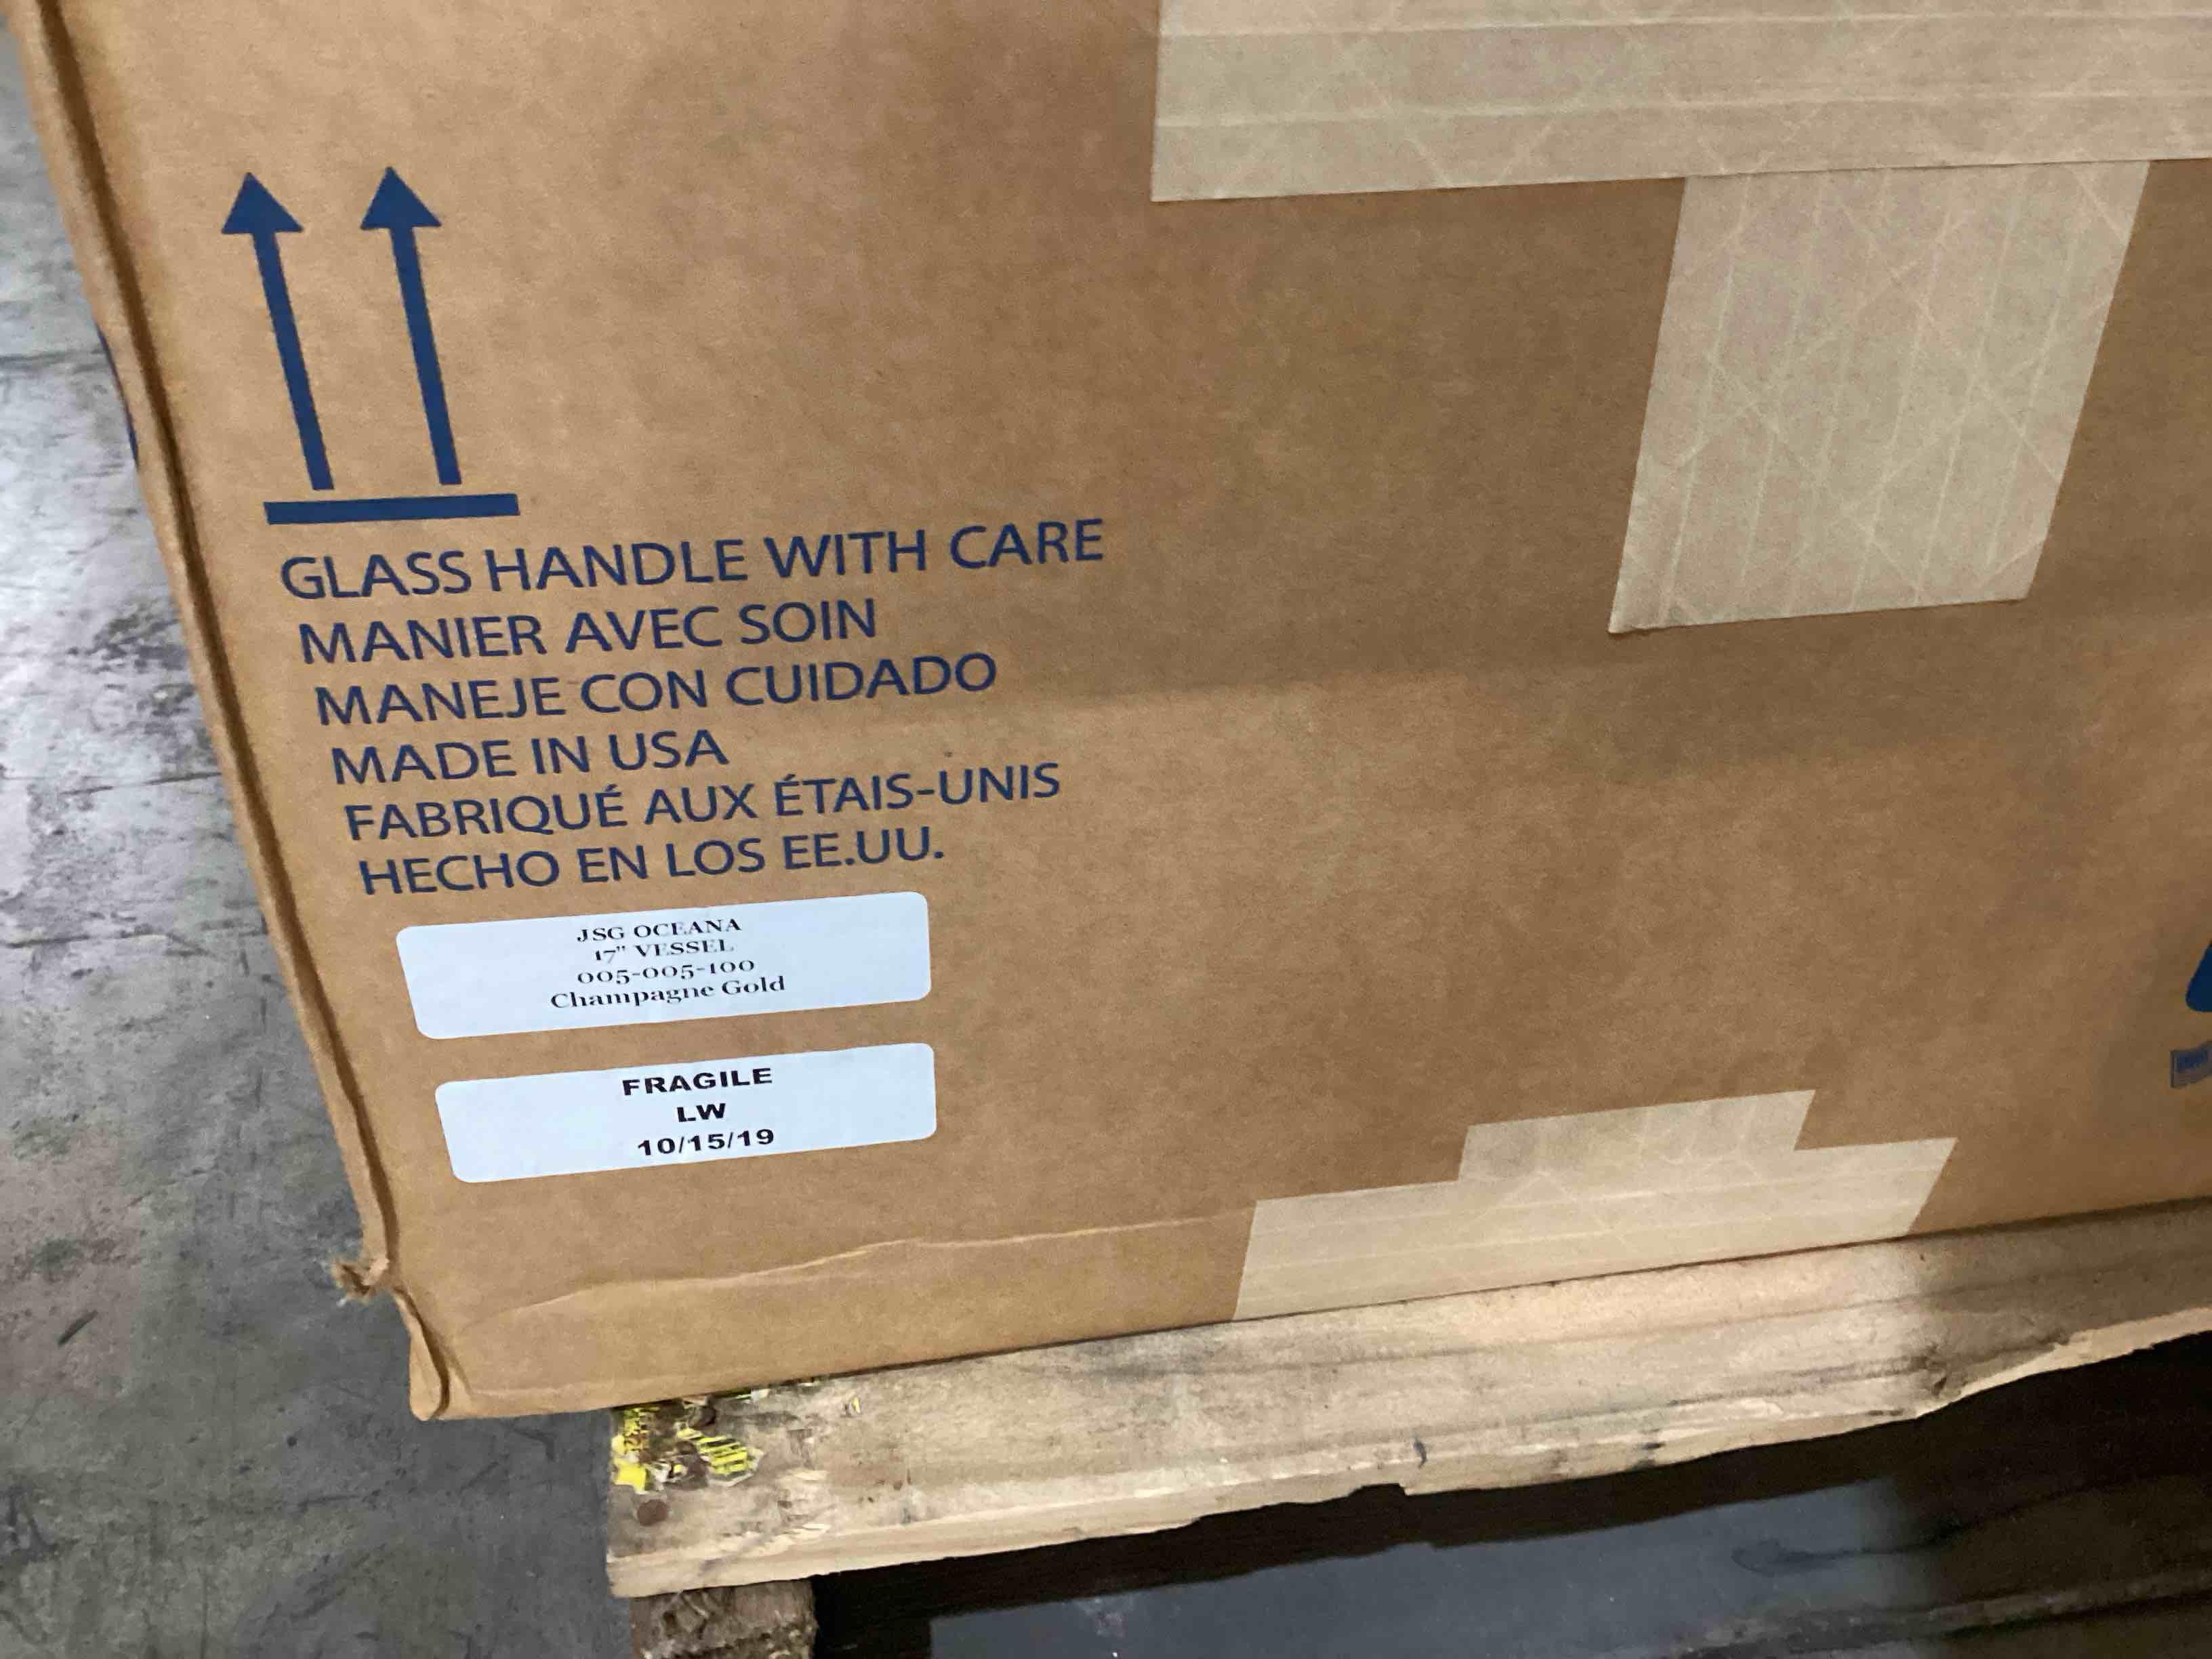 GLASS HANDLE WITH CARE
MANIER AVEC SOIN
MANEJE CON CUIDADO
MADE IN USA
FABRIQUÉ AUX ÉTAIS-UNIS
HECHO EN LOS EE.UU.
JSG OCEANA
17" VESSEL
005-005-100
Champagne Gold
FRAGILE
LW
10/15/19